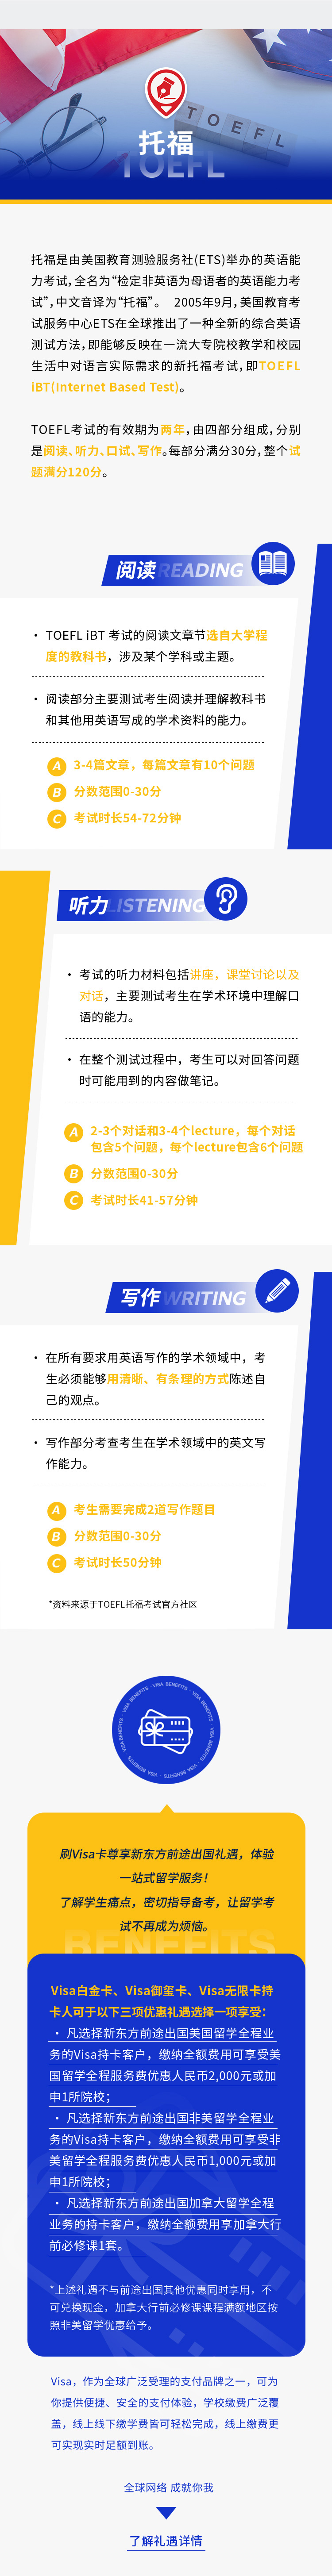 TOEFL
托福
TOEFL
托福是由美国教育测验服务社(ETS)举办的英语能
力考试,全名为“检定非英语为母语者的英语能力考
试”,中文音译为“托福”。 2005年9月,美国教育考
试服务中心ETS在全球推出了一种全新的综合英语
测试方法,即能够反映在一流大专院校教学和校园
生活中对语言实际需求的新托福考试,即TOEFL
iBT(Internet Based Test)。
TOEFL考试的有效期为两年,由四部分组成,分别
是阅读、听力、口试、写作。每部分满分30分,整个试
题满分120分。
阅读READING
· TOEFL iBT 考试的阅读文章节选自大学程
度的教科书，涉及某个学科或主题。
· 阅读部分主要测试考生阅读并理解教科书
和其他用英语写成的学术资料的能力。
A 3-4篇文章，每篇文章有10个问题
B 分数范围0-30分
C 考试时长54-72分钟
听力LISTENING
· 考试的听力材料包括讲座，课堂讨论以及
对话，主要测试考生在学术环境中理解口
语的能力。
· 在整个测试过程中，考生可以对回答问题
时可能用到的内容做笔记。
A 2-3个对话和3-4个lecture，每个对话
包含5个问题，每个lecture包含6个问题
B 分数范围0-30分
C 考试时长41-57分钟
写作WRITING
· 在所有要求用英语写作的学术领域中，考
生必须能够用清晰、有条理的方式陈述自
己的观点。
· 写作部分考查考生在学术领域中的英文写
作能力。
A 考生需要完成2道写作题目
B 分数范围0-30分
C 考试时长50分钟
*资料来源于TOEFL托福考试官方社区
VISA BENEFITS · VISA BENEFITS · VISA BENEFITS · VISA BENEFITS · VISA BENEFITS · VISA BENEFITS ·
刷Visa卡尊享新东方前途出国礼遇，体验
一站式留学服务！
了解学生痛点，密切指导备考，让留学考
试不再成为烦恼。
BENEFITS
Visa白金卡、Visa御玺卡、Visa无限卡持
卡人可于以下三项优惠礼遇选择一项享受：
· 凡选择新东方前途出国美国留学全程业
务的Visa持卡客户，缴纳全额费用可享受美
国留学全程服务费优惠人民币2,000元或加
申1所院校；
· 凡选择新东方前途出国非美留学全程业
务的Visa持卡客户，缴纳全额费用可享受非
美留学全程服务费优惠人民币1,000元或加
申1所院校；
· 凡选择新东方前途出国加拿大留学全程
业务的持卡客户，缴纳全额费用享加拿大行
前必修课1套。
*上述礼遇不与前途出国其他优惠同时享用，不
可兑换现金，加拿大行前必修课课程满额地区按
照非美留学优惠给予。
Visa，作为全球广泛受理的支付品牌之一，可为
你提供便捷、安全的支付体验，学校缴费广泛覆
盖，线上线下缴学费皆可轻松完成，线上缴费更
可实现实时足额到账。
全球网络 成就你我
了解礼遇详情